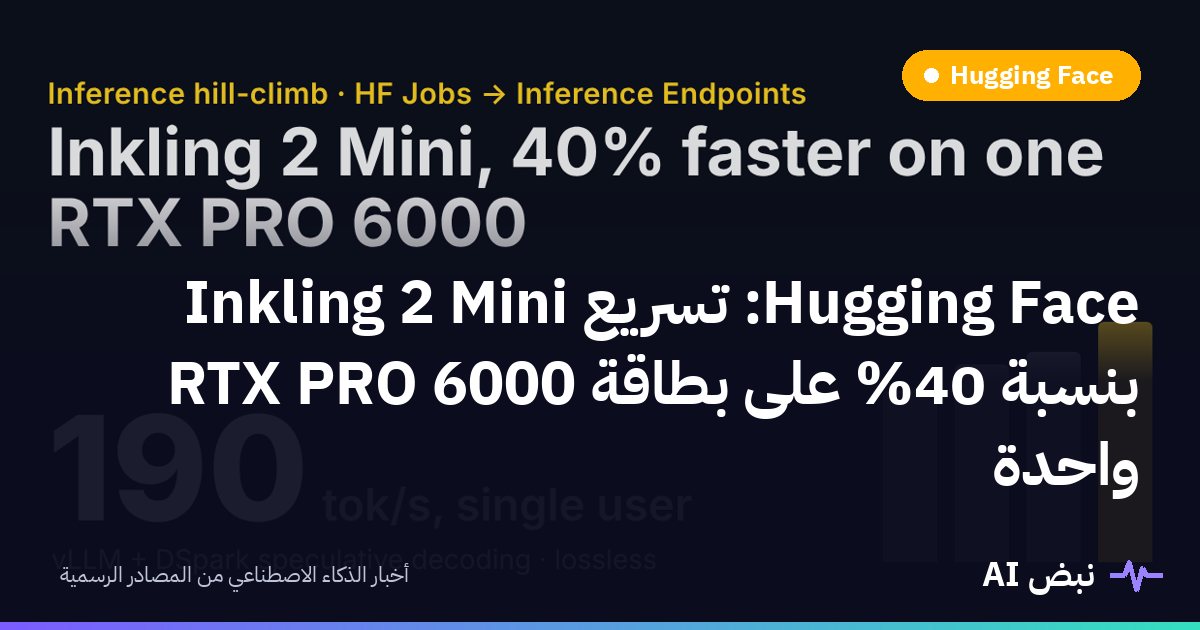 Hugging Face
Inference hill-climb · HF Jobs → Inference Endpoints
Inkling 2 Mini, 40% faster on one
RTX PRO 6000
Hugging Face: تسريع Inkling 2 Mini
بنسبة 40% على بطاقة RTX PRO 6000
واحدة
190 tok/s, single user
vLLM + DSpark speculative decoding · lossless
أخبار الذكاء الاصطناعي من المصادر الرسمية
نبض AI